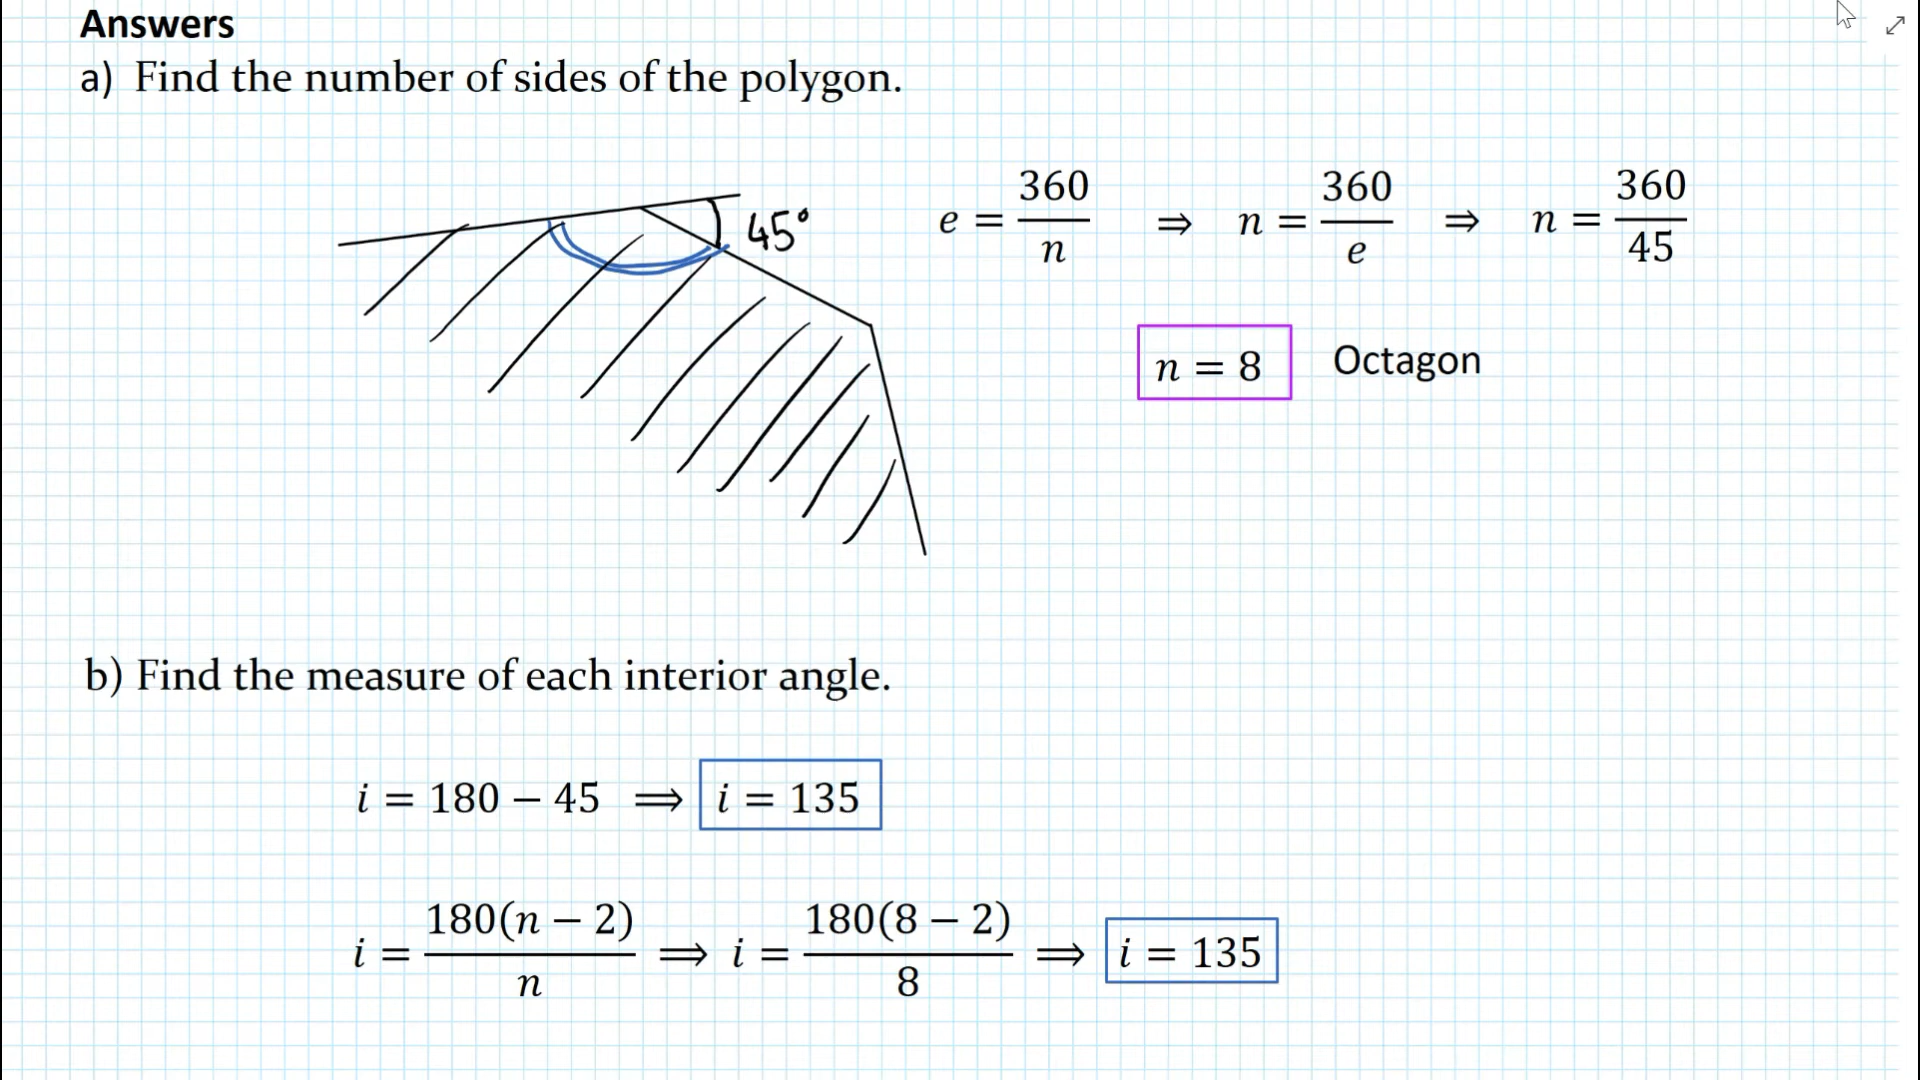 Answers
a) Find the number of sides of the polygon.
45°
e = 360/n ⇒ n = 360/e ⇒ n = 360/45
n = 8 Octagon
b) Find the measure of each interior angle.
i = 180 − 45 ⟹ i = 135
i = 180(n − 2)/n ⟹ i = 180(8 − 2)/8 ⟹ i = 135